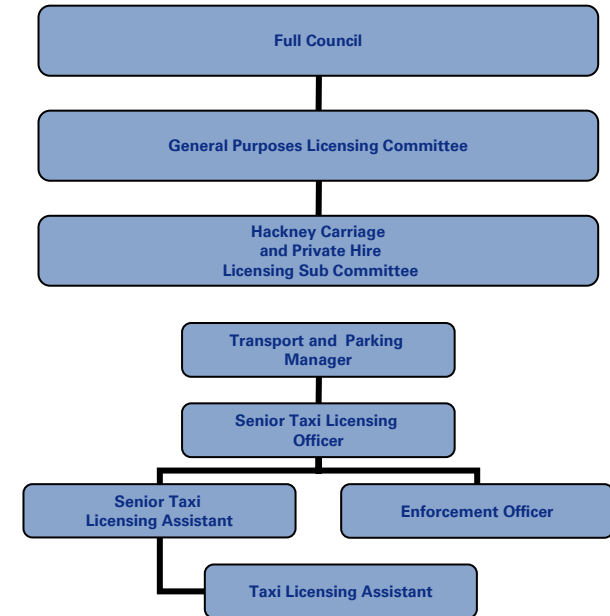 Full Council
General Purposes Licensing Committee
Hackney Carriage
and Private Hire
Licensing Sub Committee
Transport and Parking
Manager
Senior Taxi Licensing
Officer
Senior Taxi
Licensing Assistant
Enforcement Officer
Taxi Licensing Assistant